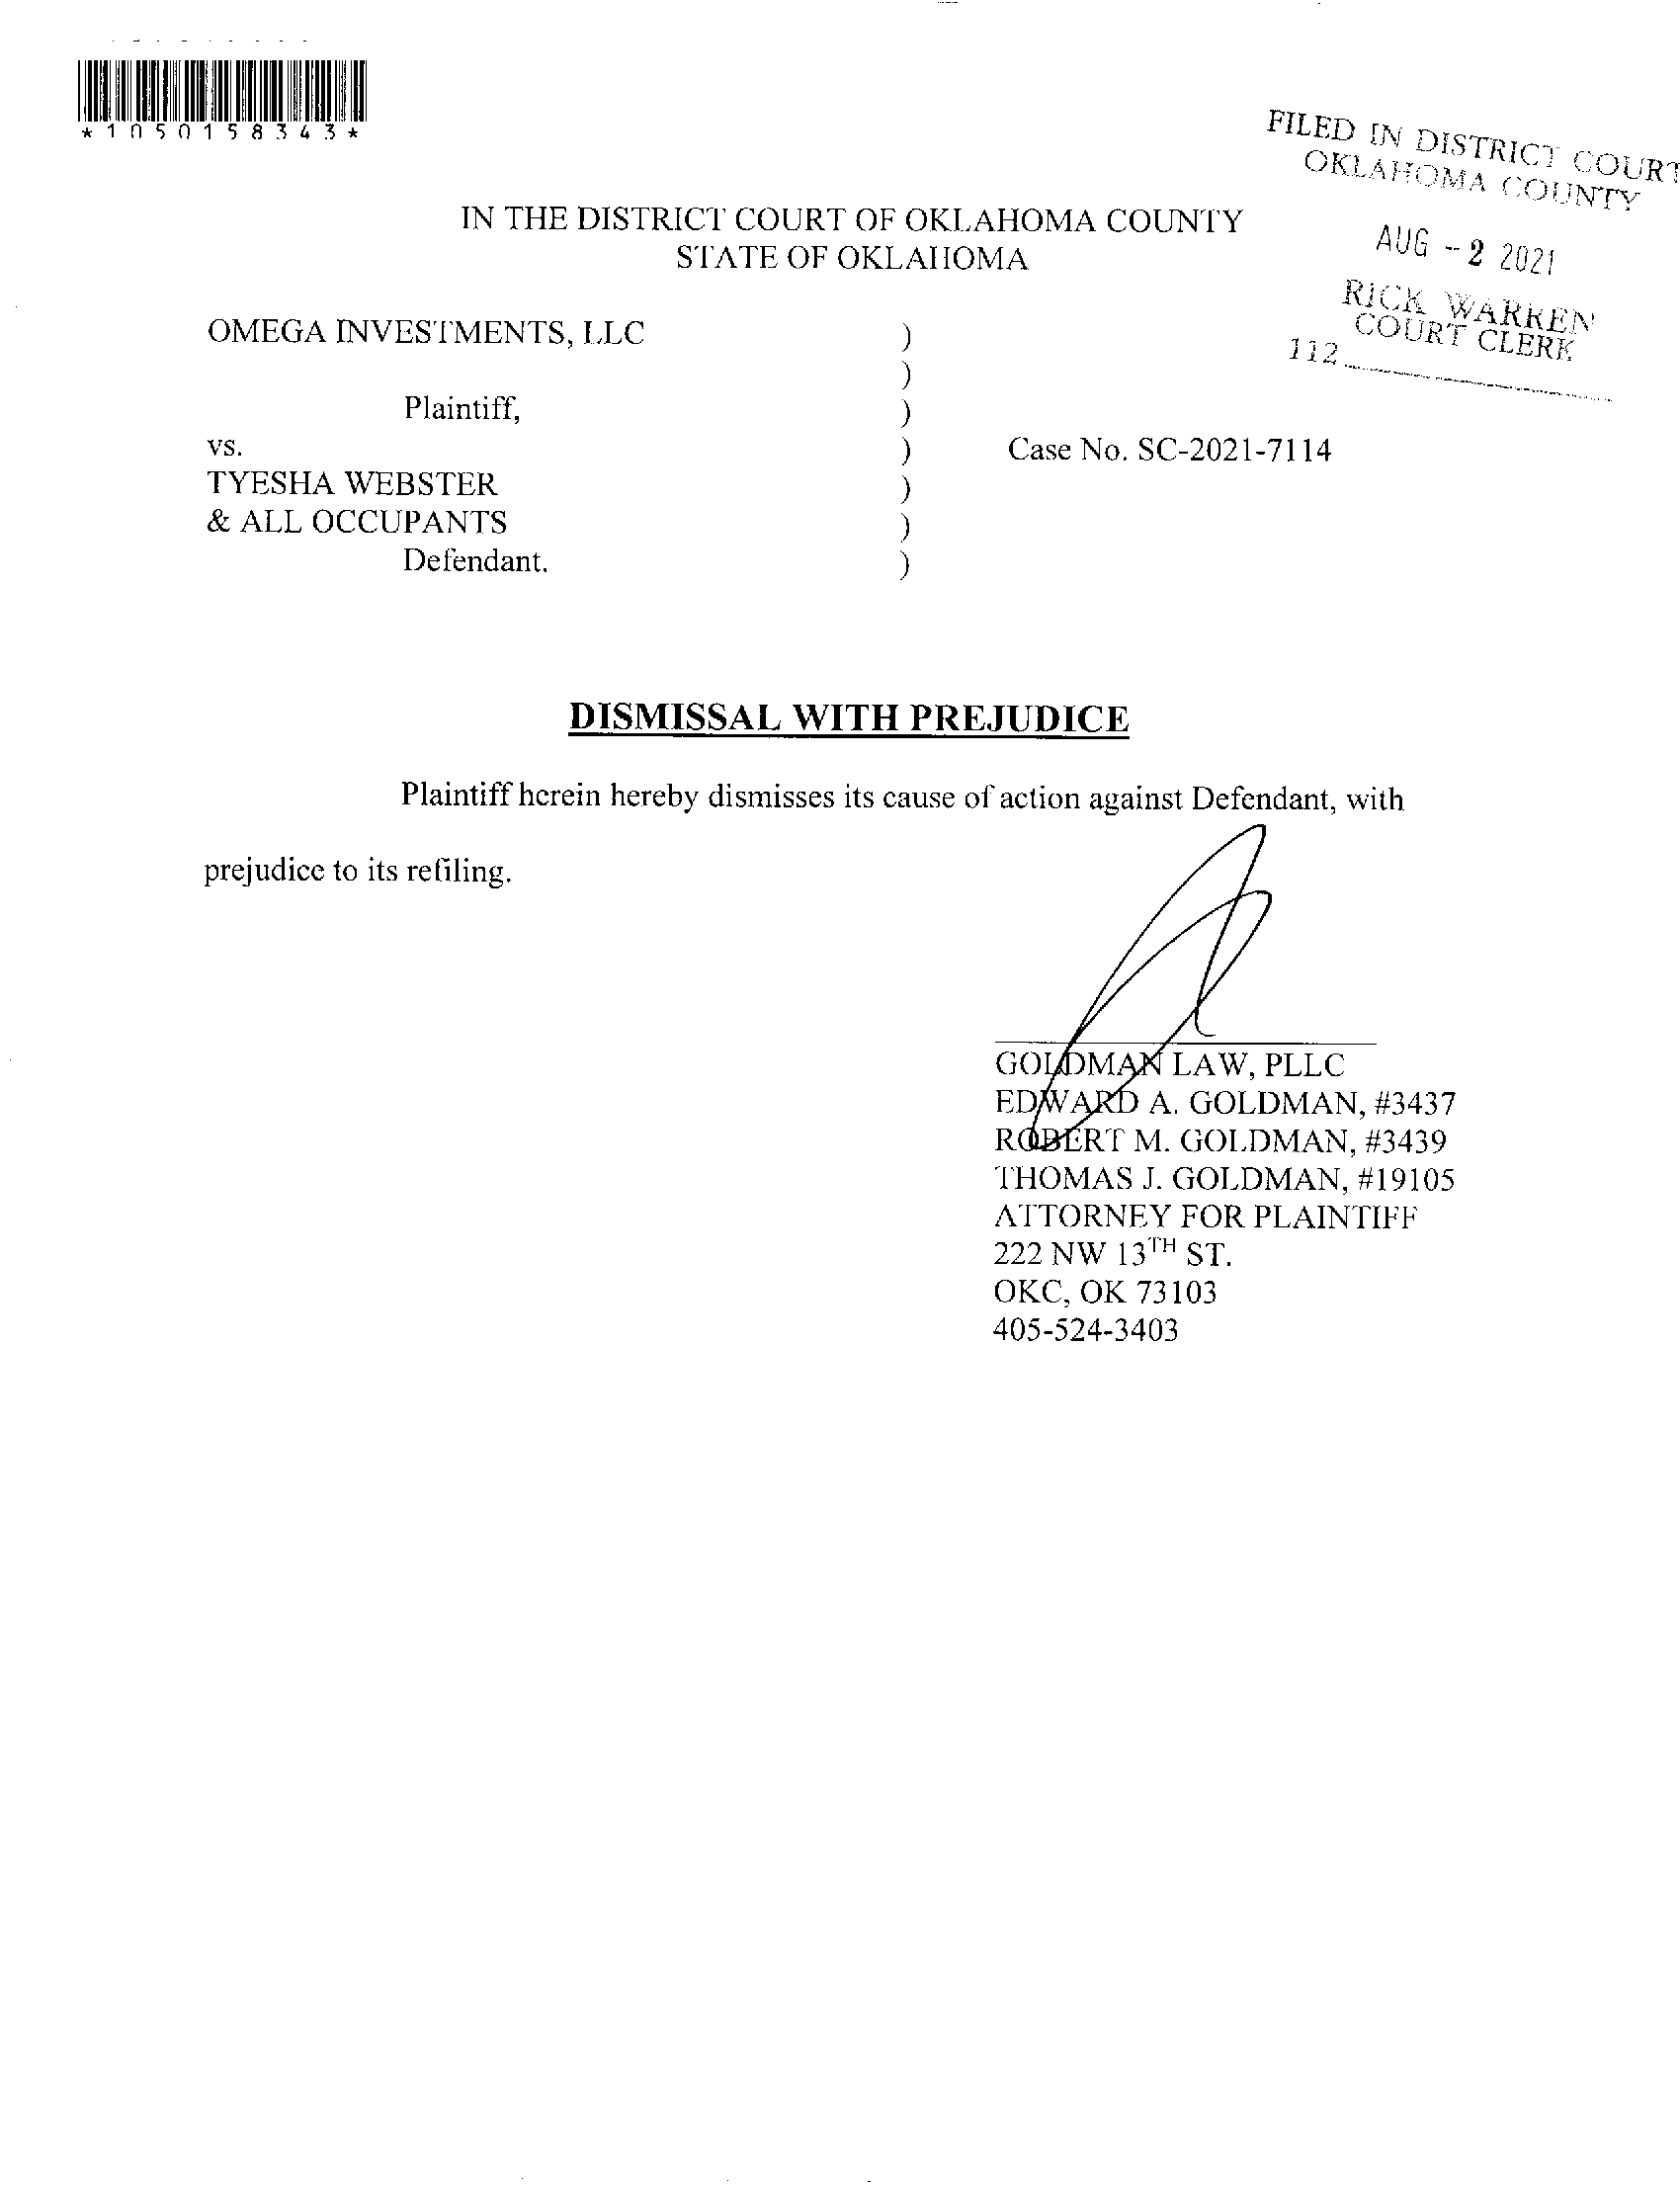 *1050158343*
FILED IN DISTRICT COURT
OKLAHOMA COUNTY
AUG -2 2021
RICK WARREN
COURT CLERK
112
IN THE DISTRICT COURT OF OKLAHOMA COUNTY
STATE OF OKLAHOMA
OMEGA INVESTMENTS, LLC )
)
Plaintiff, )
vs. ) Case No. SC-2021-7114
TYESHA WEBSTER )
& ALL OCCUPANTS )
Defendant. )
DISMISSAL WITH PREJUDICE
Plaintiff herein hereby dismisses its cause of action against Defendant, with
prejudice to its refiling.
GOLDMAN LAW, PLLC
EDWARD A. GOLDMAN, #3437
ROBERT M. GOLDMAN, #3439
THOMAS J. GOLDMAN, #19105
ATTORNEY FOR PLAINTIFF
222 NW 13TH ST.
OKC, OK 73103
405-524-3403